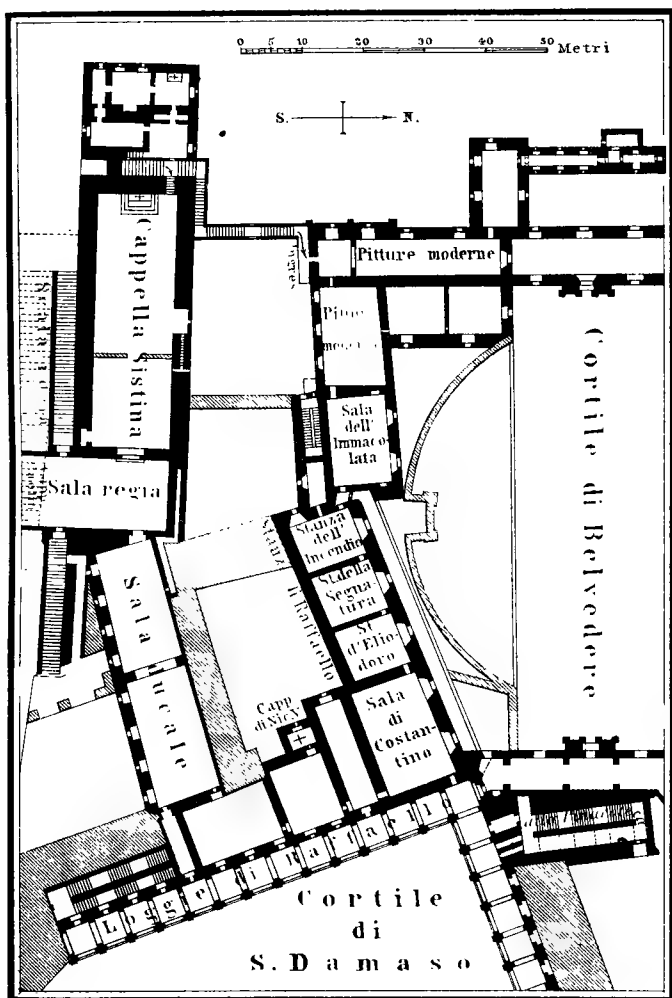 0 5 10 20 30 40 50 Metri
S. N.
Cappella Sistina
Pitture moderne
Sala
dell'
Immaco-
lata
Sala regia
Stanza
dell'
Incendio
St. della
Segna-
tura
St.
d'Elio-
doro
Sala
di
Costan-
tino
Sala ducale
di Raffaello
Capp.
di Nic. V
Cortile di Belvedere
Loggie di Raffaello
Cortile
di
S. Damaso